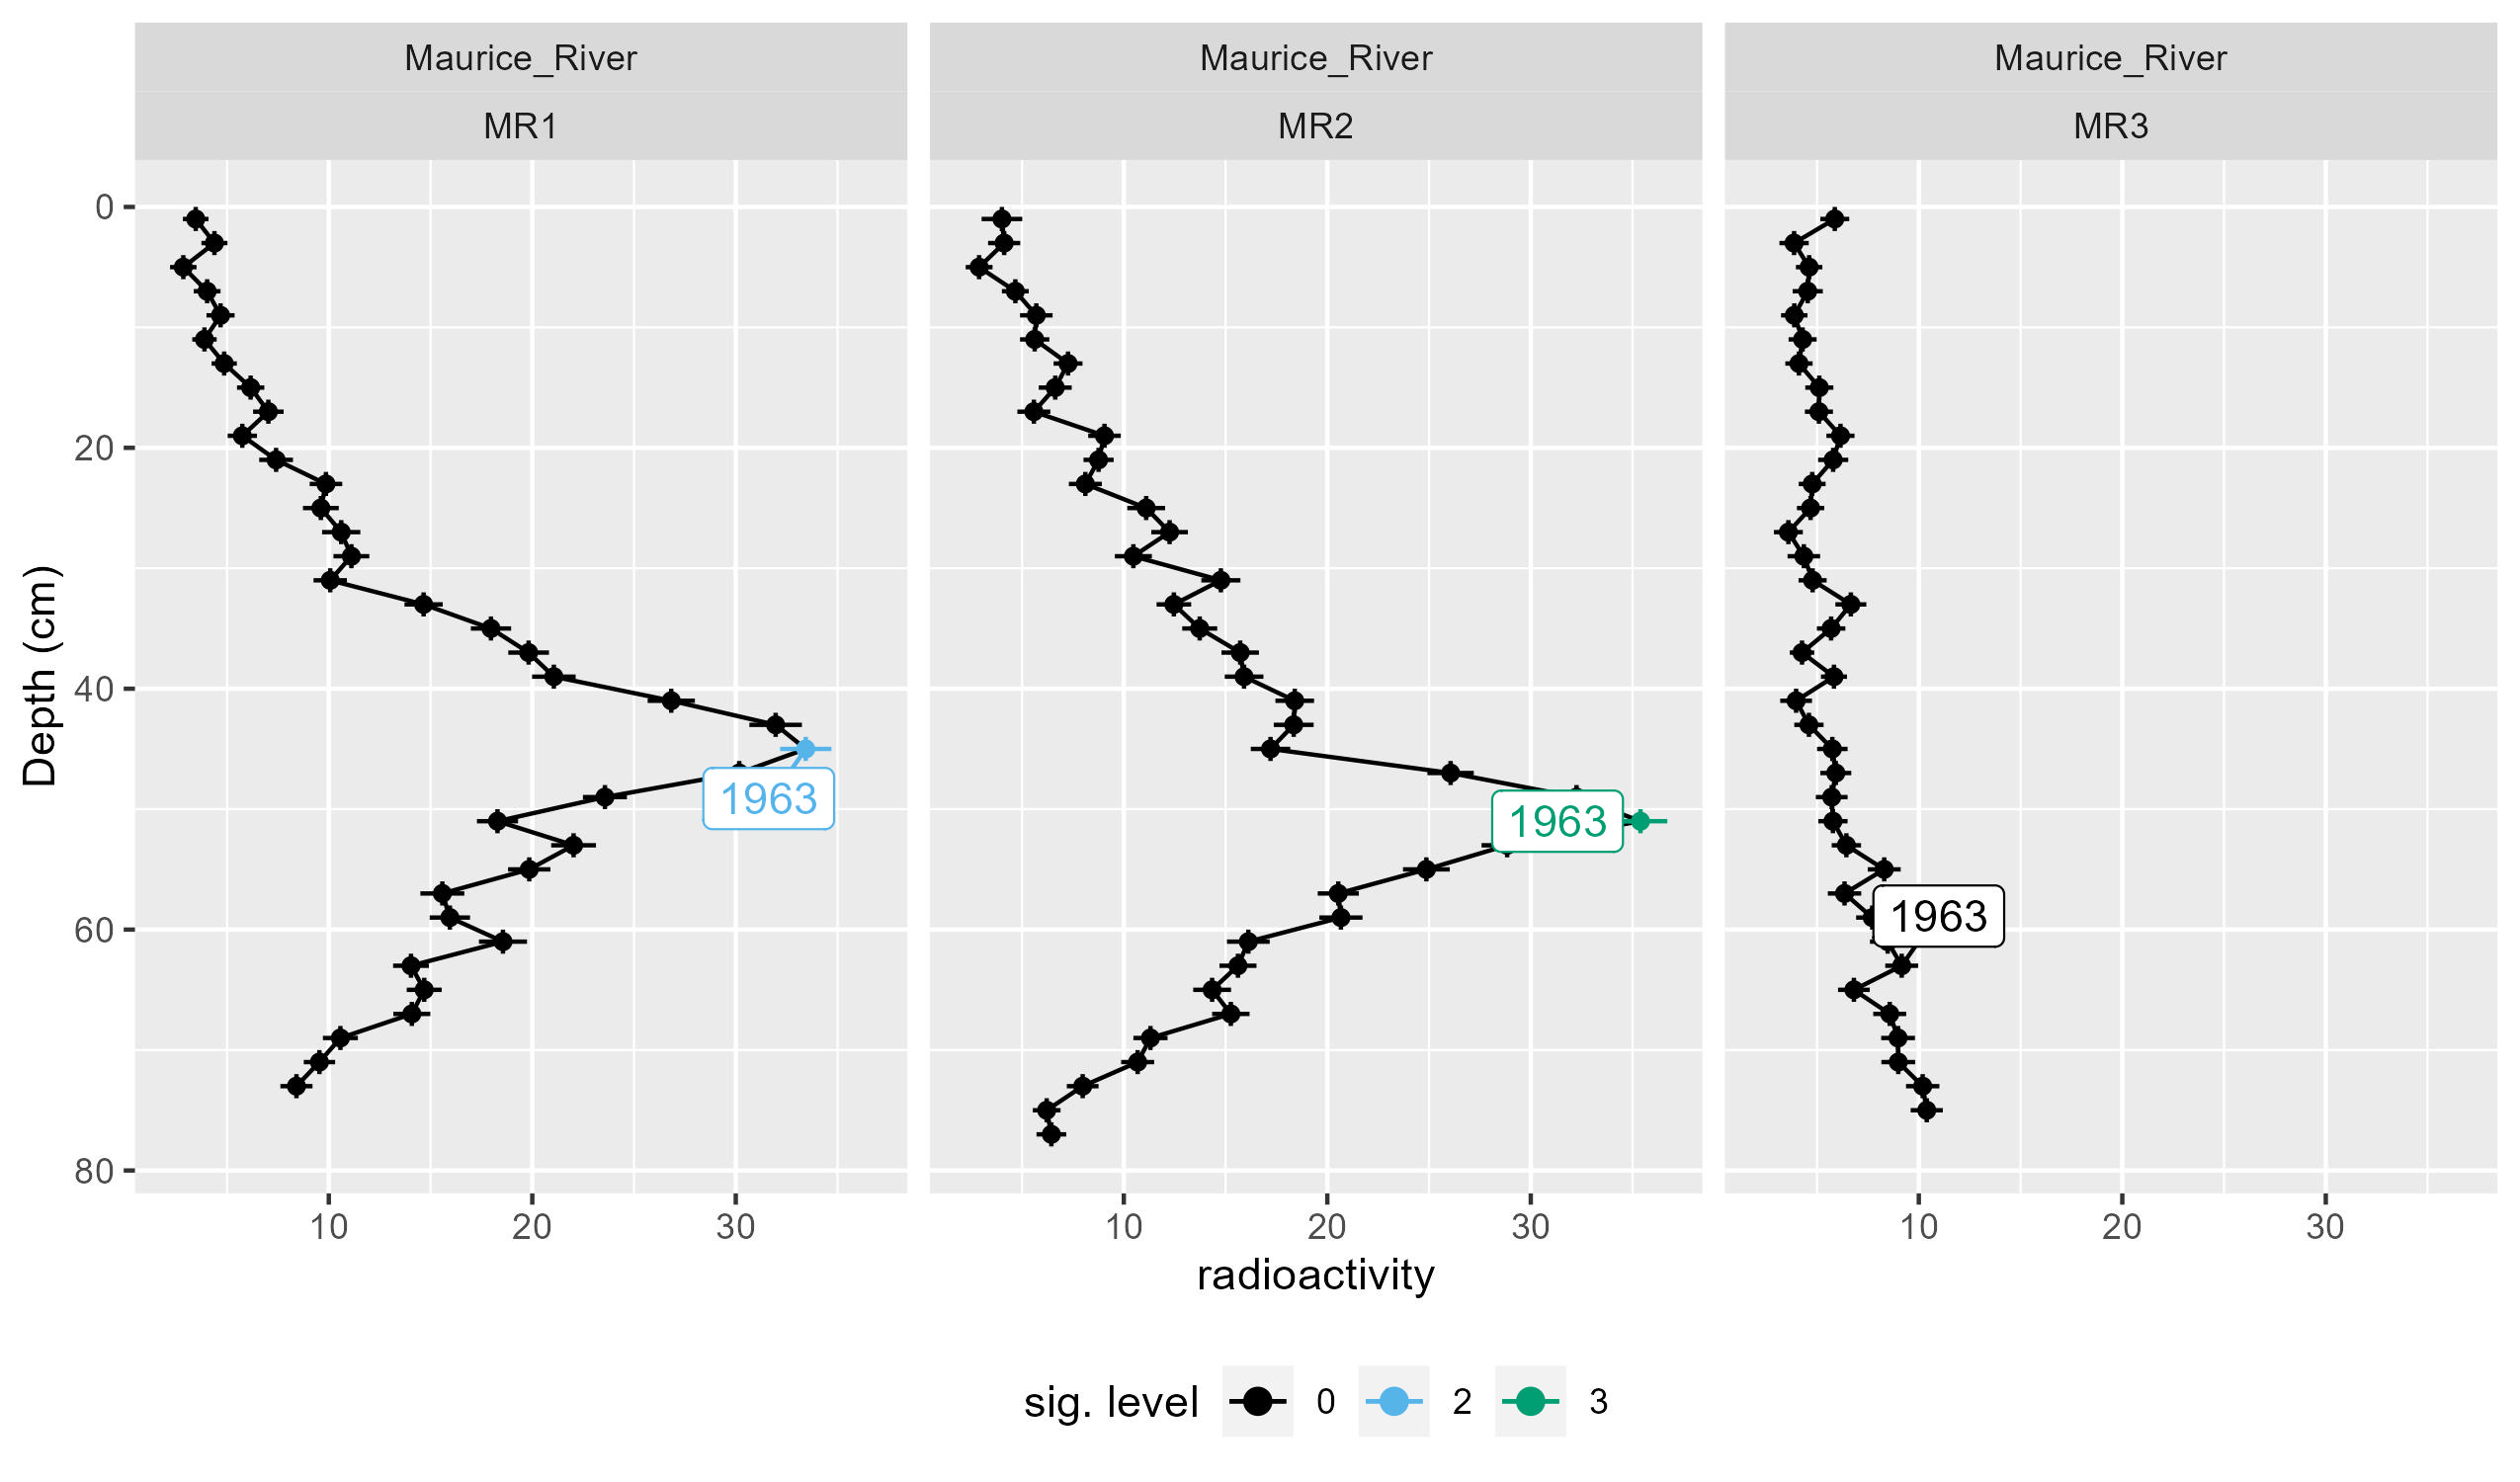 Maurice_River Maurice_River Maurice_River
MR1 MR2 MR3
0
20
40
60
80
Depth (cm)
1963
1963
1963
10 20 30 10 20 30 10 20 30
radioactivity
sig. level 0 2 3